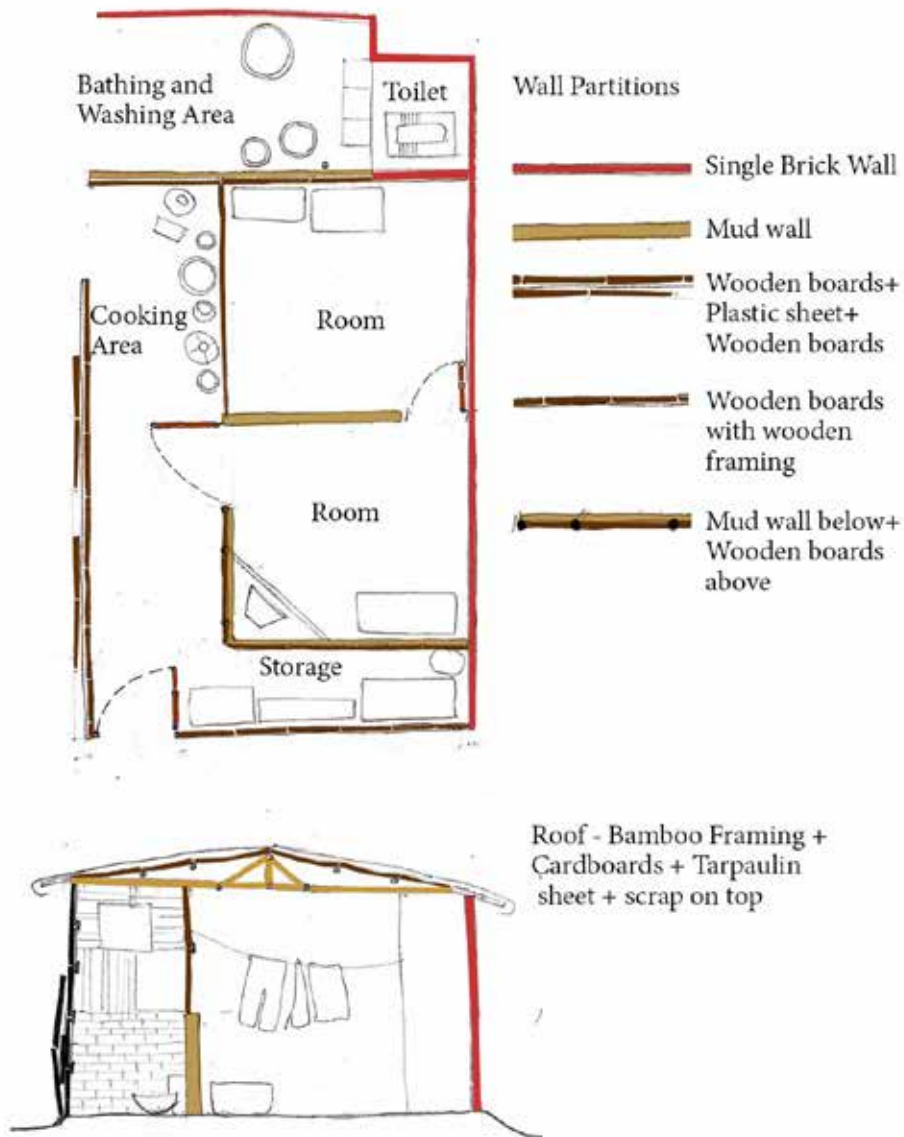 Bathing and
Washing Area
Toilet
Cooking
Area
Room
Room
Storage
Wall Partitions
Single Brick Wall
Mud wall
Wooden boards+
Plastic sheet+
Wooden boards
Wooden boards
with wooden
framing
Mud wall below+
Wooden boards
above
Roof - Bamboo Framing +
Cardboards + Tarpaulin
sheet + scrap on top